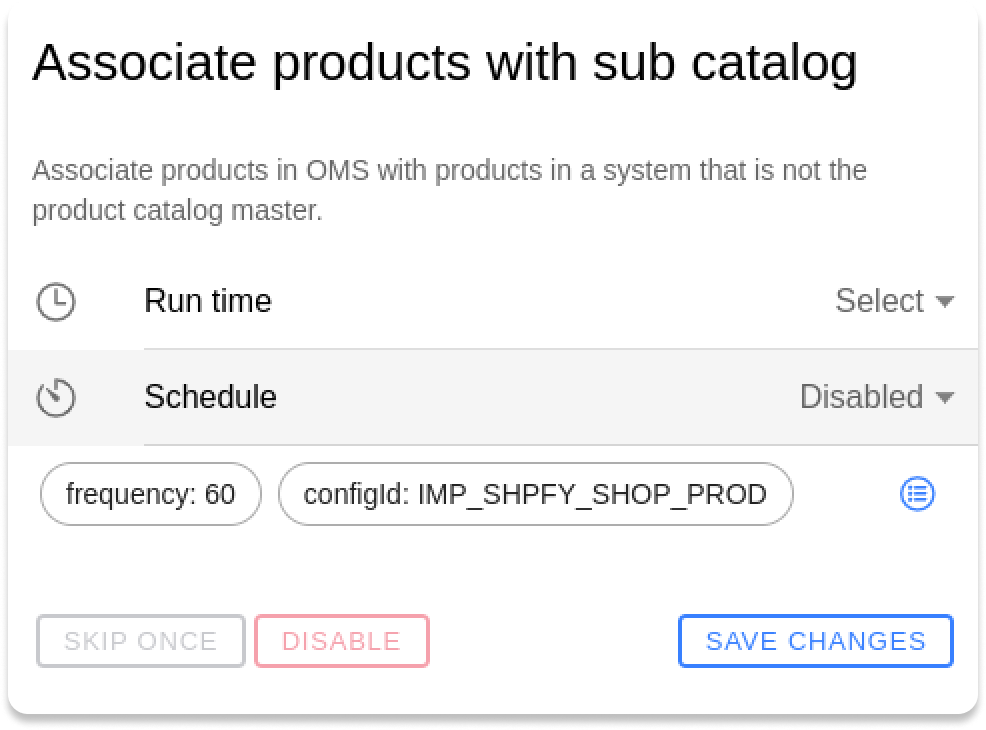 Associate products with sub catalog
Associate products in OMS with products in a system that is not the
product catalog master.
Run time Select
Schedule Disabled
frequency: 60 configId: IMP_SHPFY_SHOP_PROD
SKIP ONCE DISABLE SAVE CHANGES